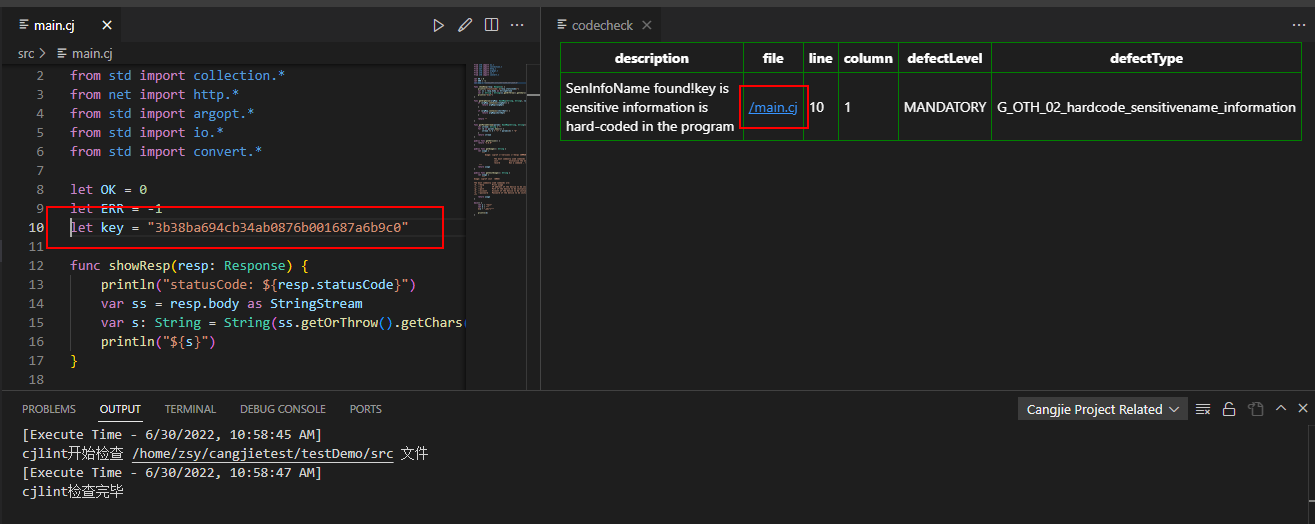 main.cj
codecheck
src > main.cj
2 from std import collection.*
3 from net import http.*
4 from std import argopt.*
5 from std import io.*
6 from std import convert.*
7
8 let OK = 0
9 let ERR = -1
10 let key = "3b38ba694cb34ab0876b001687a6b9c0"
11
12 func showResp(resp: Response) {
13 println("statusCode: ${resp.statusCode}")
14 var ss = resp.body as StringStream
15 var s: String = String(ss.getOrThrow().getChars(
16 println("${s}")
17 }
18
description file line column defectLevel defectType
SenInfoName found!key is
sensitive information is
hard-coded in the program
/main.cj 10 1 MANDATORY G_OTH_02_hardcode_sensitivename_information
PROBLEMS OUTPUT TERMINAL DEBUG CONSOLE PORTS
Cangjie Project Related
[Execute Time - 6/30/2022, 10:58:45 AM]
cjlint开始检查 /home/zsy/cangjietest/testDemo/src 文件
[Execute Time - 6/30/2022, 10:58:47 AM]
cjlint检查完毕